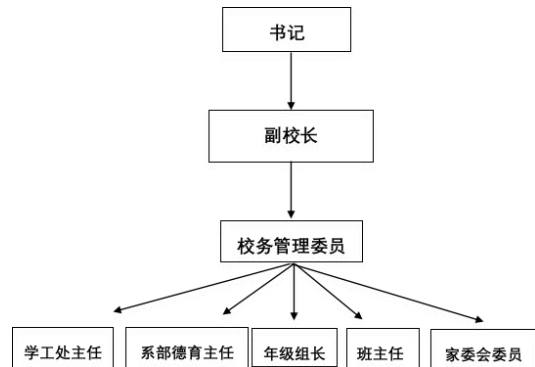 书记
副校长
校务管理委员
学工处主任
系部德育主任
年级组长
班主任
家委会委员